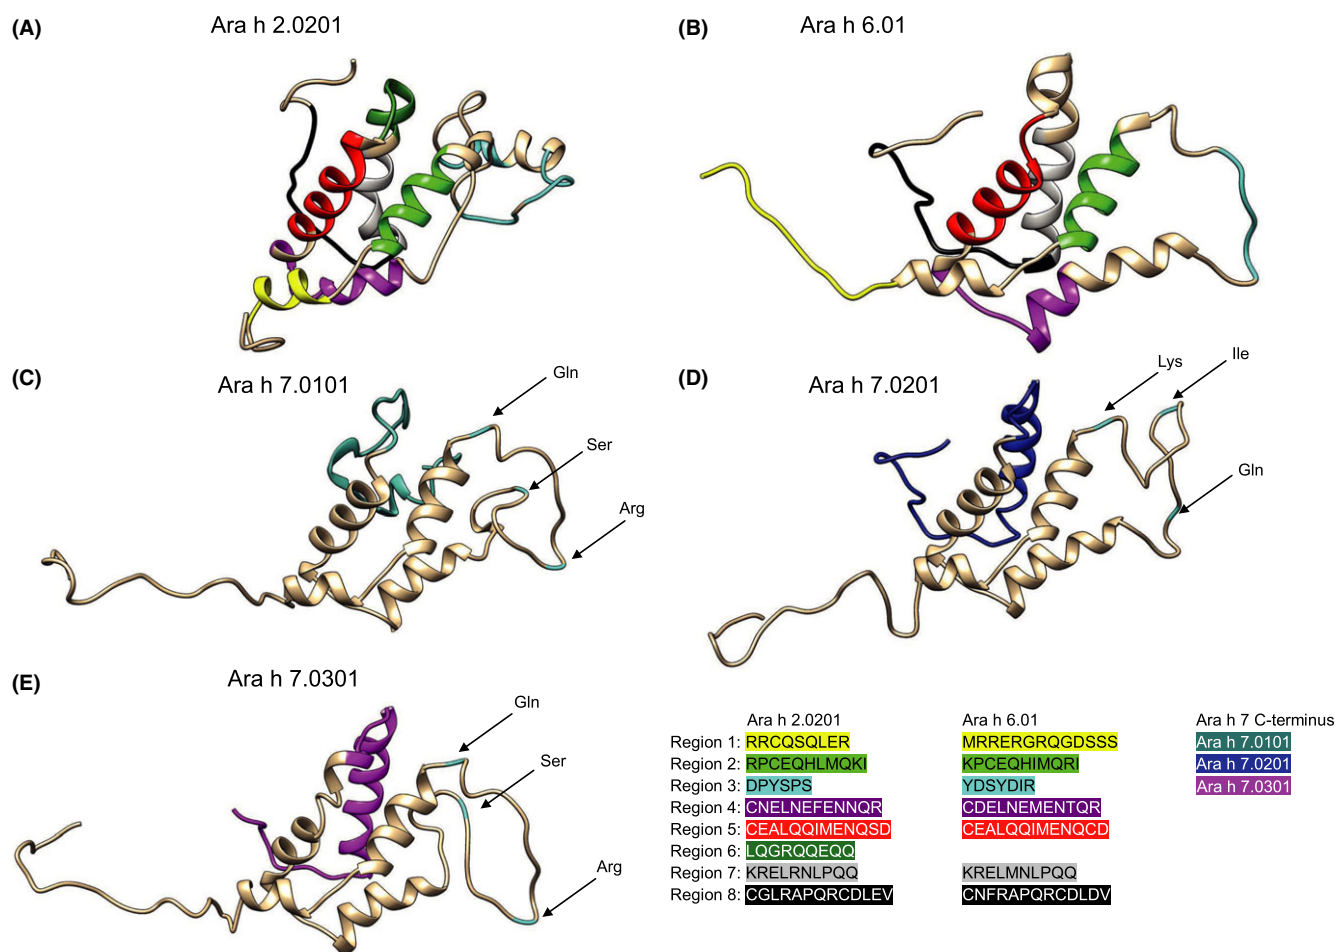 (A)
Ara h 2.0201
(B)
Ara h 6.01
(C)
Ara h 7.0101
Gln
Ser
Arg
(D)
Ara h 7.0201
Lys
Ile
Gln
(E)
Ara h 7.0301
Gln
Ser
Arg
Ara h 2.0201 Ara h 6.01 Ara h 7 C-terminus
Region 1: RRCQSQLER MRRERGRQGDSSS Ara h 7.0101
Region 2: RPCEQHLMQKI KPCEQHIMQRI Ara h 7.0201
Region 3: DPYSPS YDSYDIR Ara h 7.0301
Region 4: CNELNEFENNQR CDELNEMENTQR
Region 5: CEALQQIMENQSD CEALQQIMENQCD
Region 6: LQGRQQEQQ
Region 7: KRELRNLPQQ KRELMNLPQQ
Region 8: CGLRAPQRCDLEV CNFRAPQRCDLDV